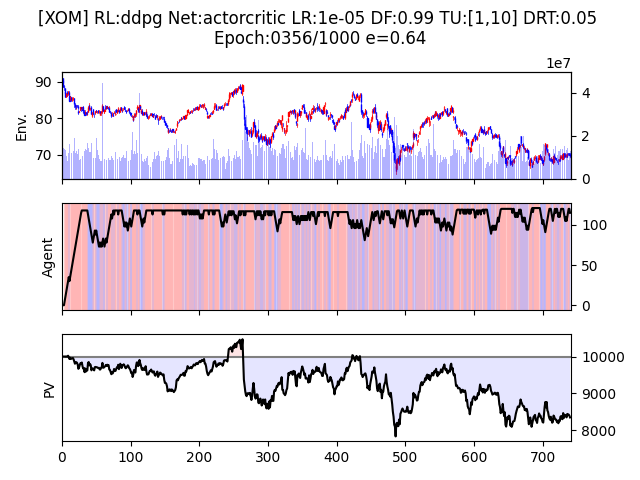 [XOM] RL:ddpg Net:actorcritic LR:1e-05 DF:0.99 TU:[1,10] DRT:0.05
Epoch:0356/1000 e=0.64
1e7
90
80
70
Env.
4
2
0
Agent
100
50
0
PV
10000
9000
8000
0 100 200 300 400 500 600 700